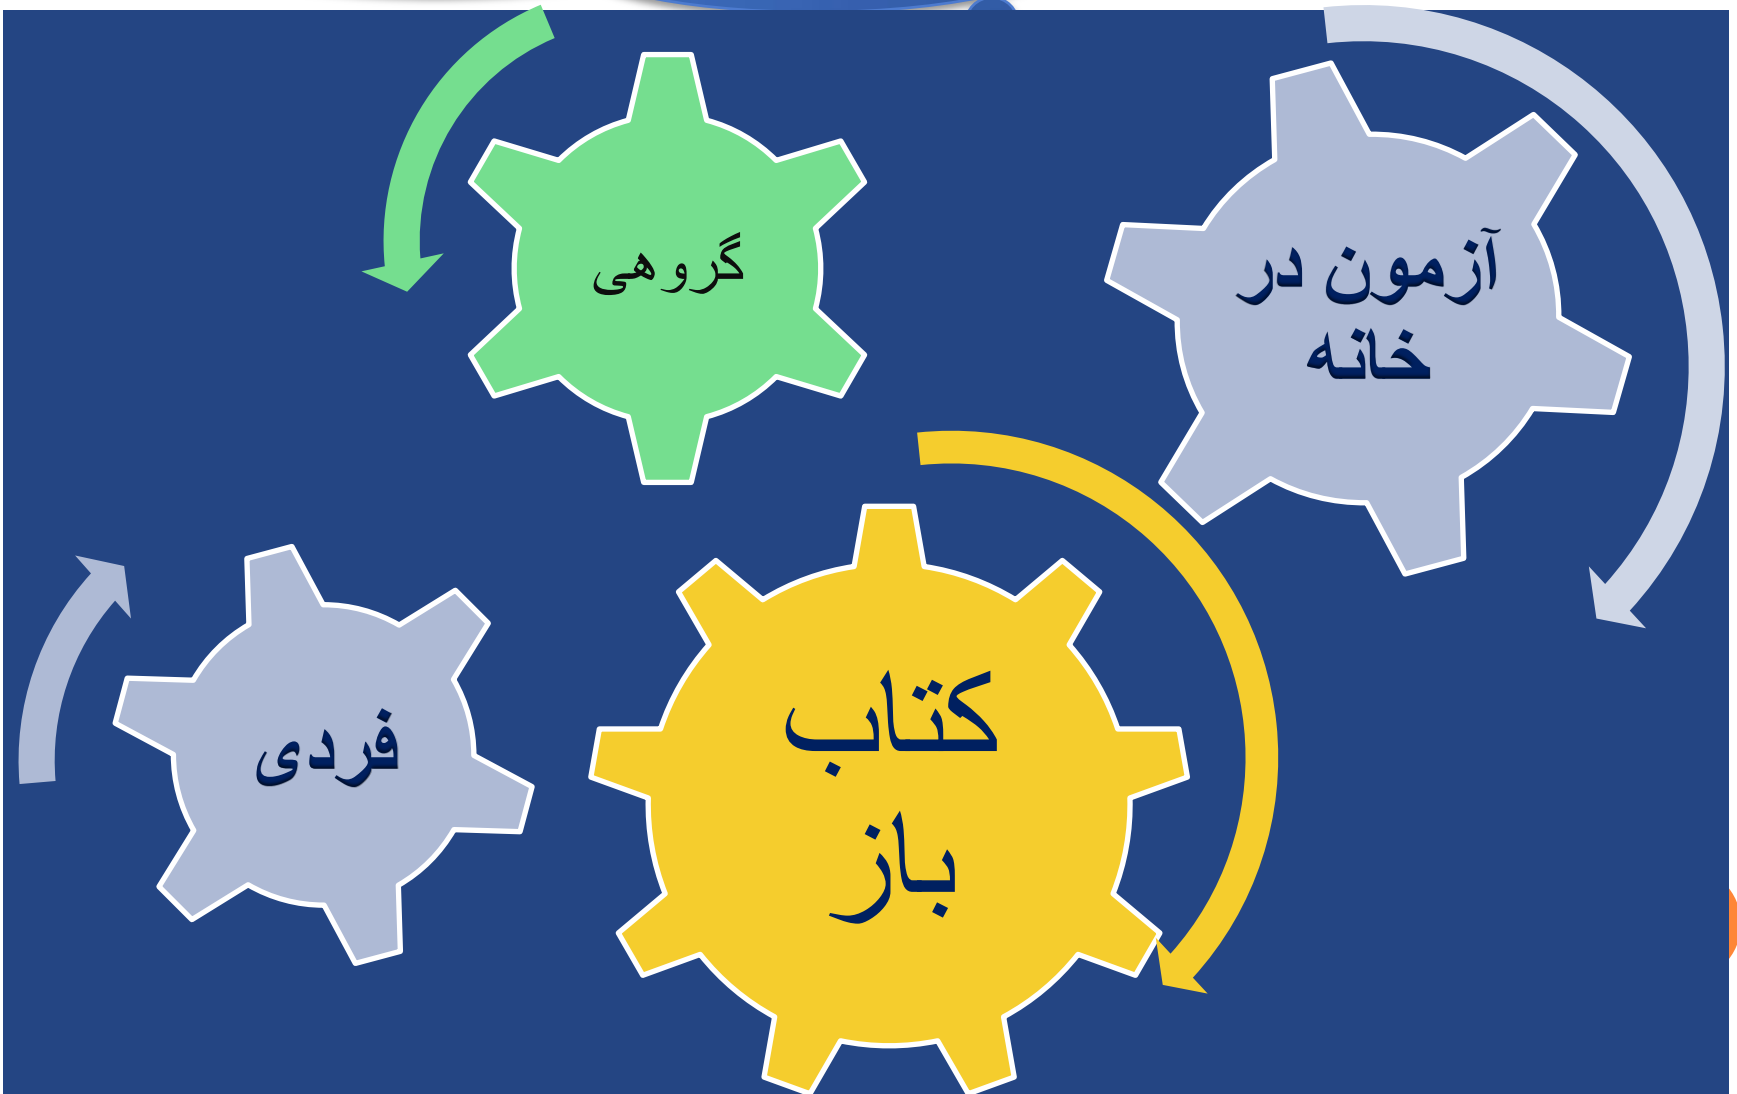 گروهی
آزمون در
خانه
فردی
کتاب
باز